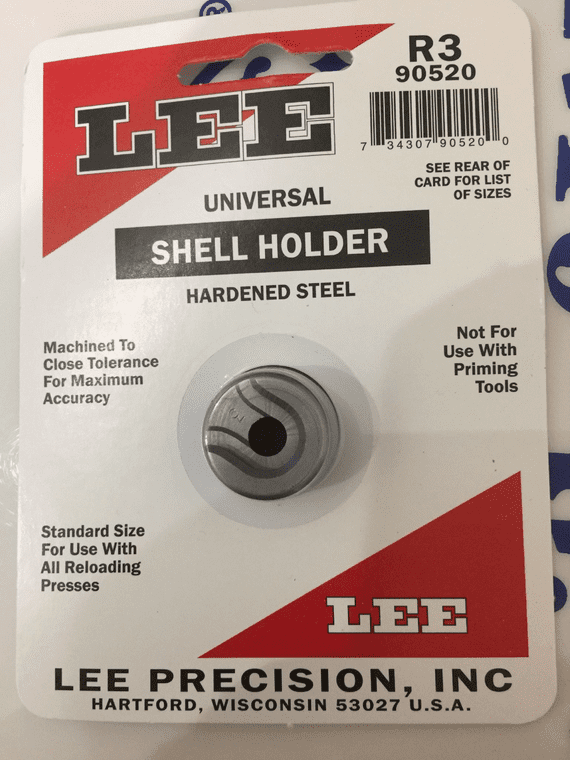 R3
90520
LEE
7 34307 90520 0
SEE REAR OF
CARD FOR LIST
OF SIZES
UNIVERSAL
SHELL HOLDER
HARDENED STEEL
Machined To
Close Tolerance
For Maximum
Accuracy
Not For
Use With
Priming
Tools
Standard Size
For Use With
All Reloading
Presses
LEE
LEE PRECISION, INC
HARTFORD, WISCONSIN 53027 U.S.A.